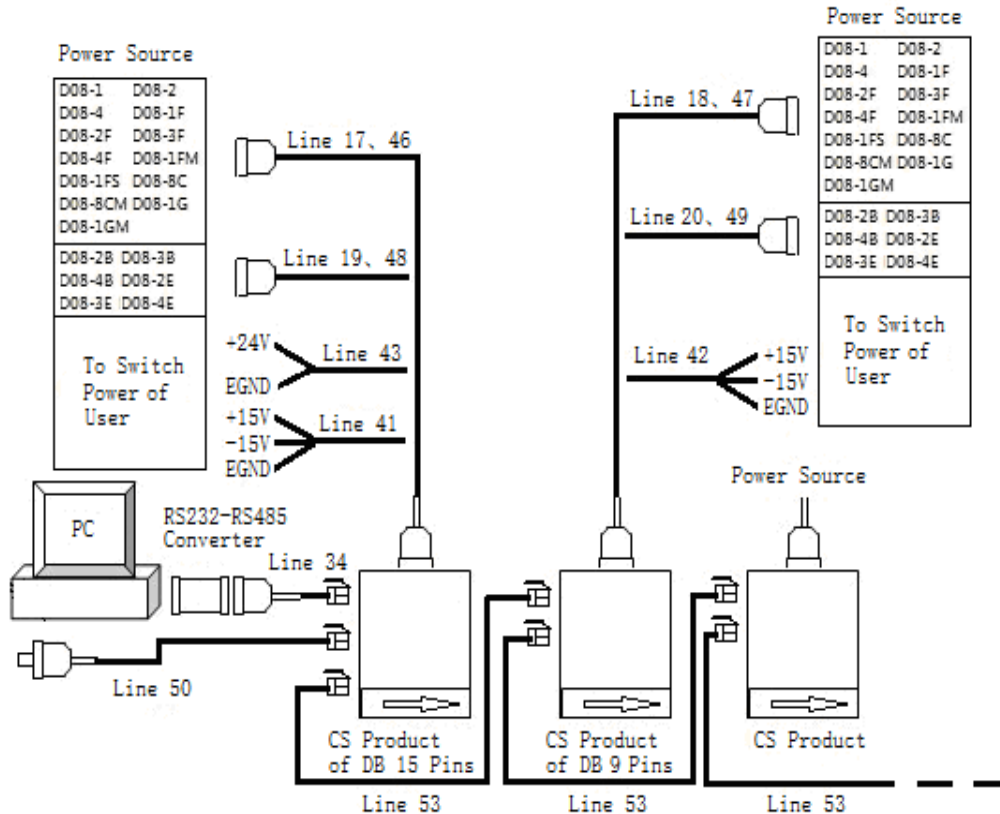 Power Source
D08-1 D08-2
D08-4 D08-1F
D08-2F D08-3F
D08-4F D08-1FM
D08-1FS D08-8C
D08-8CM D08-1G
D08-1GM
D08-2B D08-3B
D08-4B D08-2E
D08-3E D08-4E
To Switch
Power of
User
Line 17、46
Line 19、48
+24V
Line 43
EGND
+15V
Line 41
-15V
EGND
Power Source
D08-1 D08-2
D08-4 D08-1F
D08-2F D08-3F
D08-4F D08-1FM
D08-1FS D08-8C
D08-8CM D08-1G
D08-1GM
D08-2B D08-3B
D08-4B D08-2E
D08-3E D08-4E
To Switch
Power of
User
Line 18、47
Line 20、49
Line 42
+15V
-15V
EGND
Power Source
PC
RS232-RS485
Converter
Line 34
Line 50
CS Product
of DB 15 Pins
CS Product
of DB 9 Pins
CS Product
Line 53
Line 53
Line 53